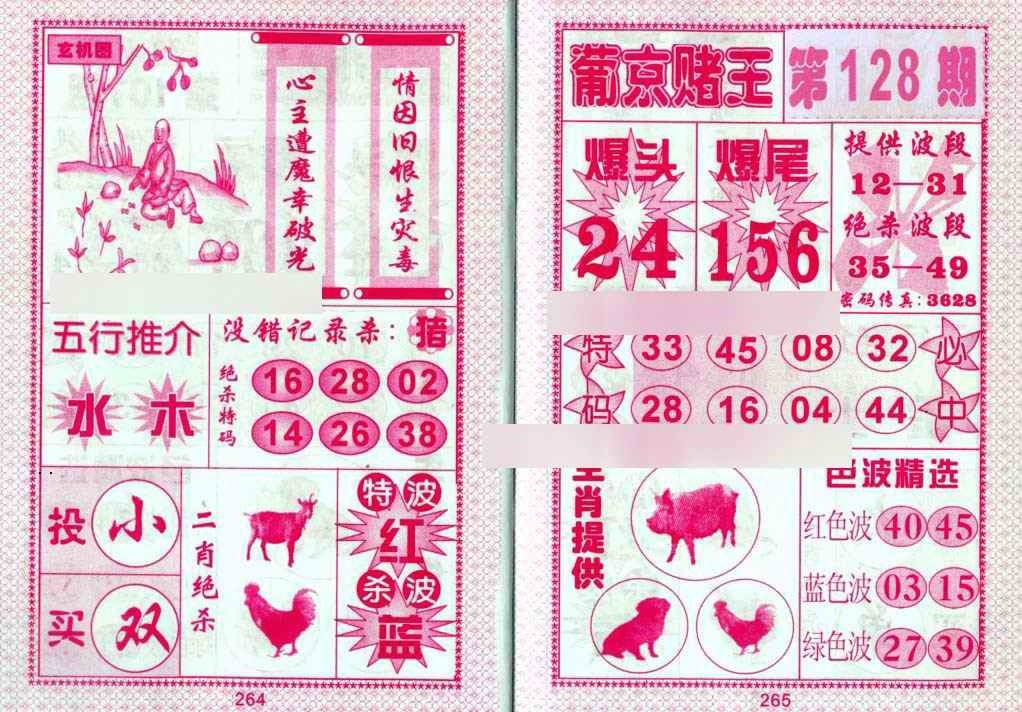 玄机图
心主遭魔幸破光
情因旧恨生灾毒
五行推介
水 木
没错记录杀：猪
绝杀特码
16 28 02
14 26 38
投 小
买 双
二肖绝杀
特波
红
杀波
蓝
264
葡京赌王 第128期
爆头
24
爆尾
156
提供波段
12—31
绝杀波段
35—49
密码传真：3628
特 33 45 08 32 必
码 28 16 04 44 中
生肖提供
色波精选
红色波 40 45
蓝色波 03 15
绿色波 27 39
265